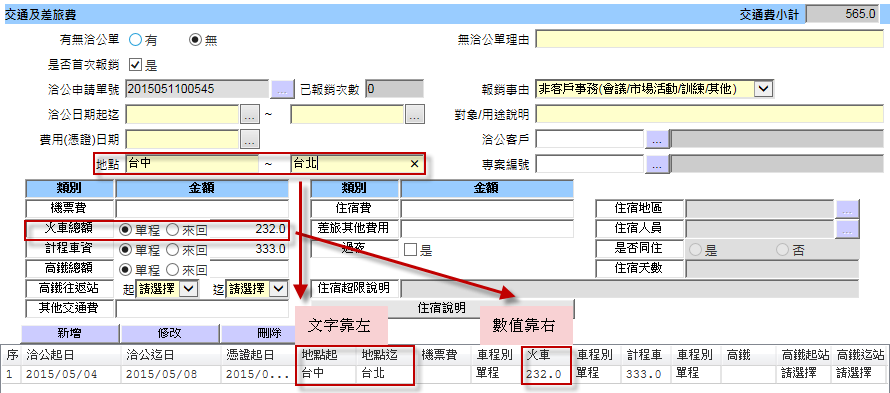 交通及差旅費 交通費小計 565.0
有無洽公單 有 無 無洽公單理由
是否首次報銷 是
洽公申請單號 2015051100545 ... 已報銷次數 0 報銷事由 非客戶事務(會議/市場活動/訓練/其他)
洽公日期起迄 ... ~ ... 對象/用途說明
費用(憑證)日期 ... 洽公客戶 ...
地點 台中 ~ 台北 × 專案編號 ...
類別 金額 類別 金額
機票費 住宿費 住宿地區 ...
火車總額 單程 來回 232.0 差旅其他費用 住宿人員 ...
計程車資 單程 來回 333.0 過夜 是 是否同住 是 否
高鐵總額 單程 來回 住宿天數
高鐵往返站 起 請選擇 迄 請選擇 住宿超限說明
其他交通費 住宿說明
新增 修改 刪除 文字靠左 數值靠右
序 洽公起日 洽公迄日 憑證起日 地點起 地點迄 機票費 車程別 火車 車程別 計程車 車程別 高鐵 高鐵起站 高鐵迄站
1 2015/05/04 2015/05/08 2015/0... 台中 台北 單程 232.0 單程 333.0 單程 請選擇 請選擇